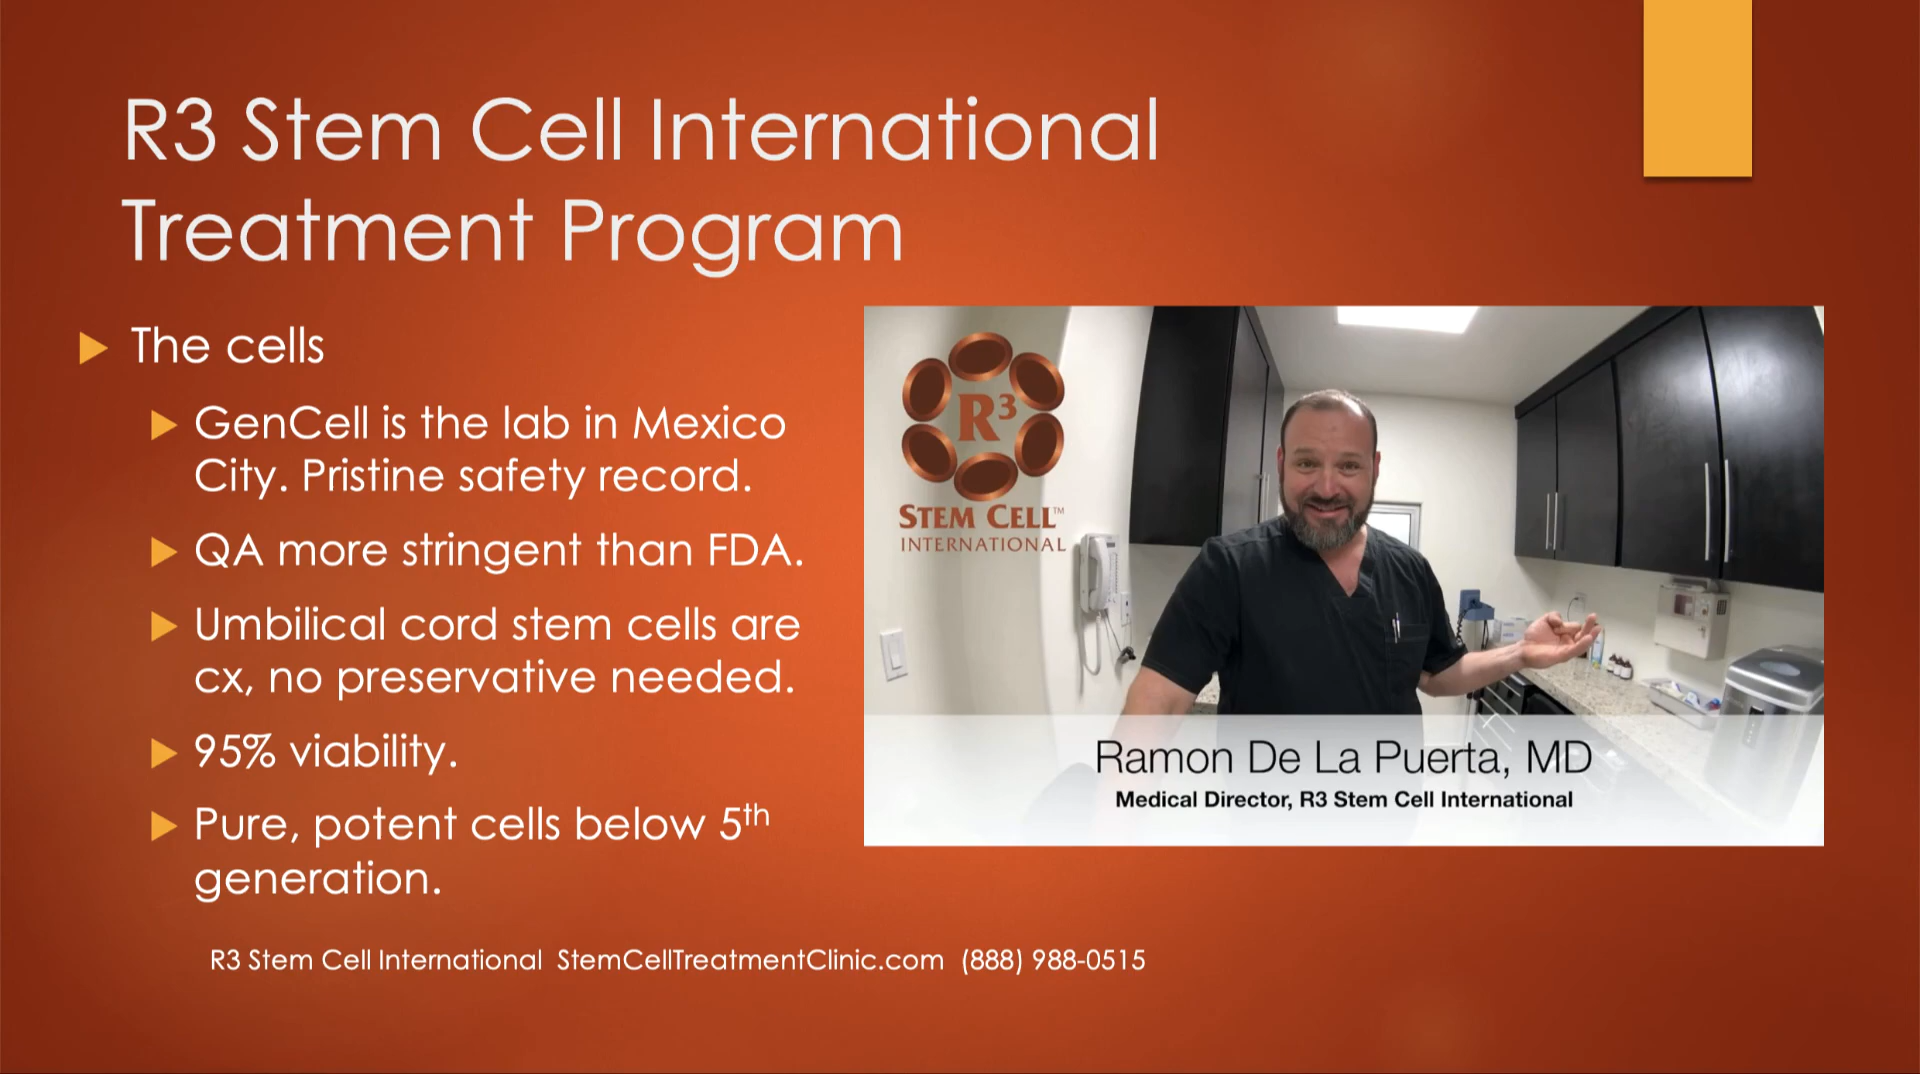 R3 Stem Cell International
Treatment Program
The cells
GenCell is the lab in Mexico
City. Pristine safety record.
QA more stringent than FDA.
Umbilical cord stem cells are
cx, no preservative needed.
95% viability.
Pure, potent cells below 5th
generation.
R3
STEM CELL™
INTERNATIONAL
Ramon De La Puerta, MD
Medical Director, R3 Stem Cell International
R3 Stem Cell International StemCellTreatmentClinic.com (888) 988-0515